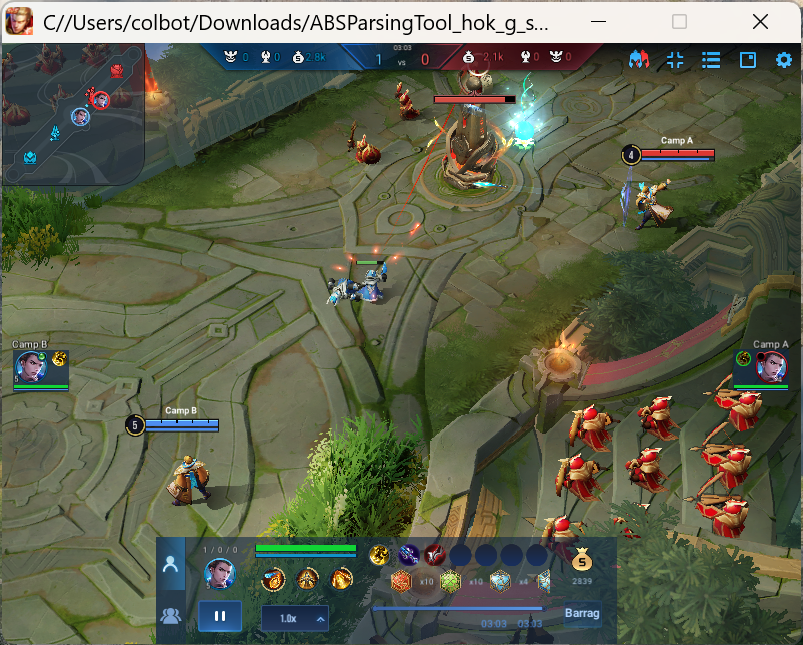 C//Users/colbot/Downloads/ABSParsingTool_hok_g_s...
03:03
0 0 2.8k 1 vs 0 2.1k 0 0
Camp A
4
Camp B
5
Camp A
Camp B
5
1 / 0 / 0
5
x10 x10 x4
2839
1.0x
03:03 03:03
Barrag